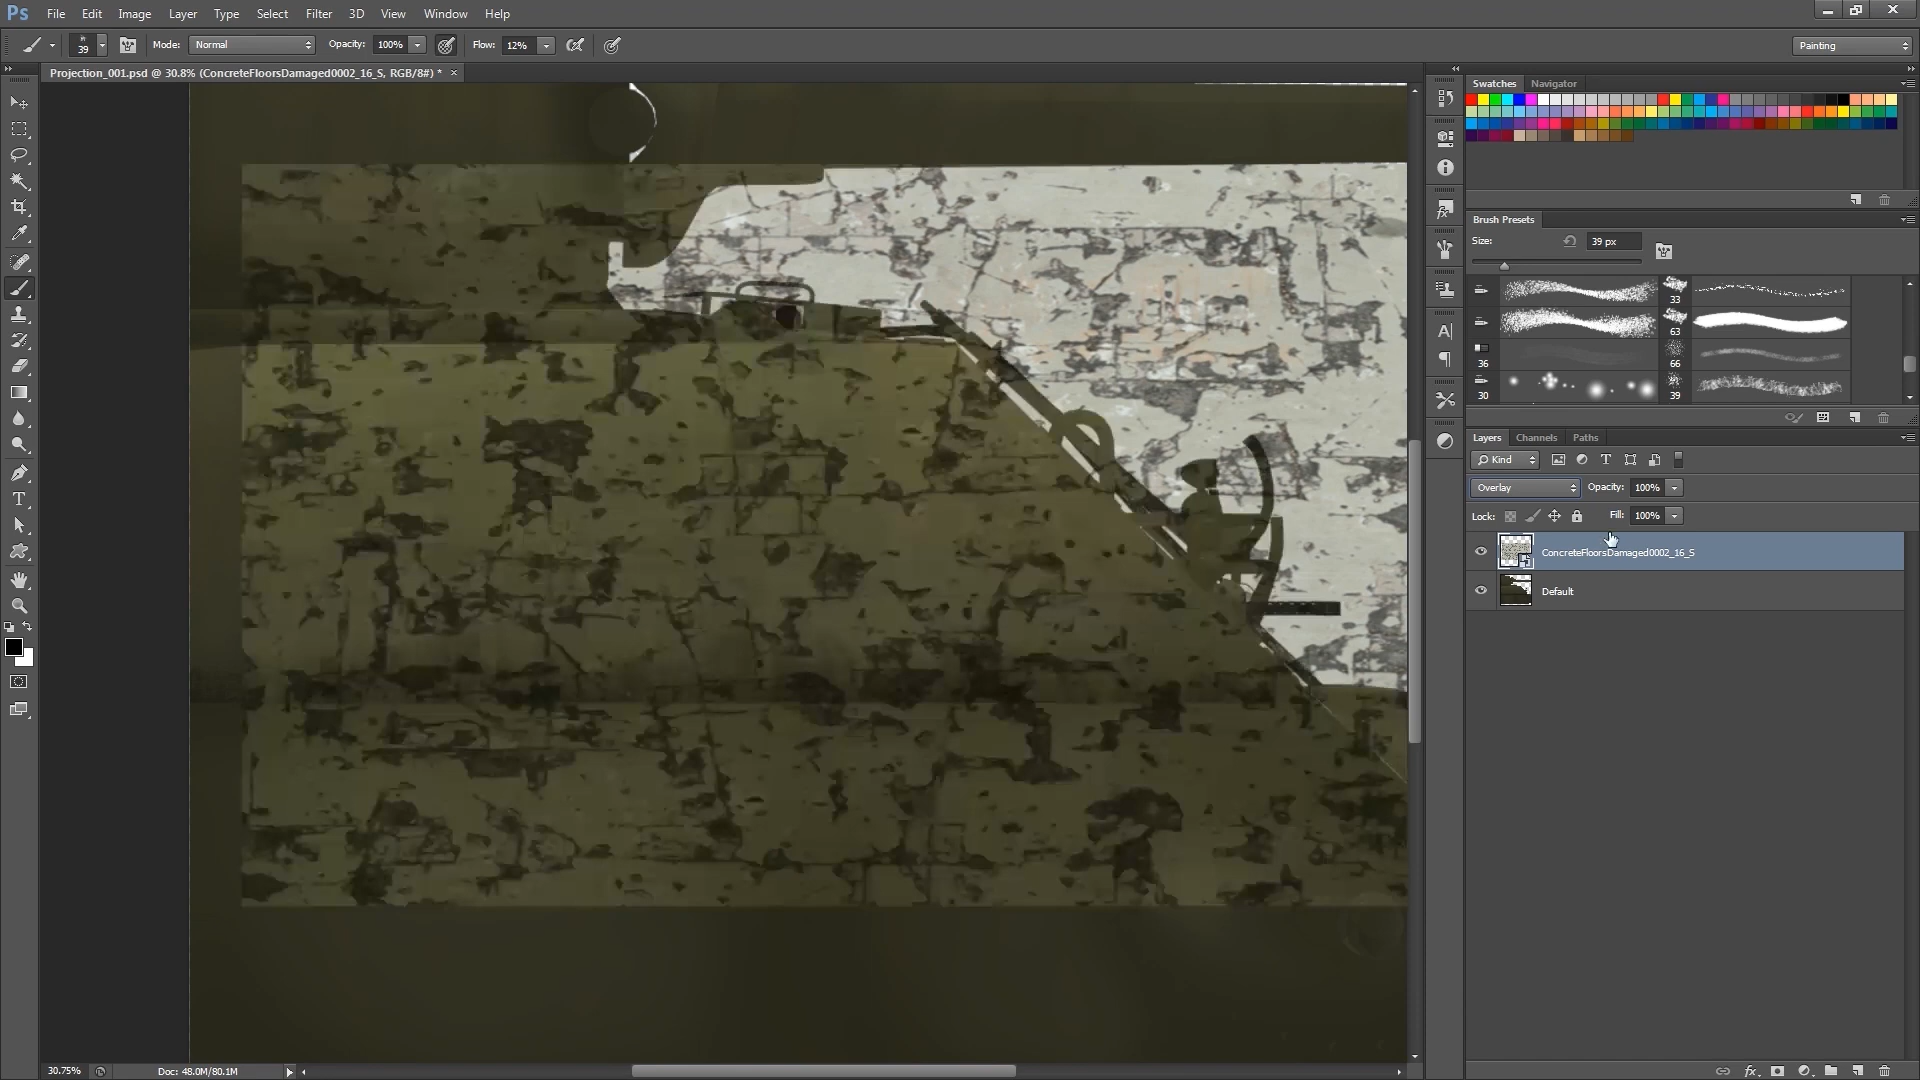 Ps File Edit Image Layer Type Select Filter 3D View Window Help
39 Mode: Normal Opacity: 100% Flow: 12% Painting
Projection_001.psd @ 30.8% (ConcreteFloorsDamaged0002_16_S, RGB/8#) * ×
Swatches Navigator
Brush Presets
Size: 39 px
33
63
36 66
30 39
Layers Channels Paths
Kind
Overlay Opacity: 100%
Lock: Fill: 100%
ConcreteFloorsDamaged0002_16_S
Default
30.75% Doc: 48.0M/80.1M